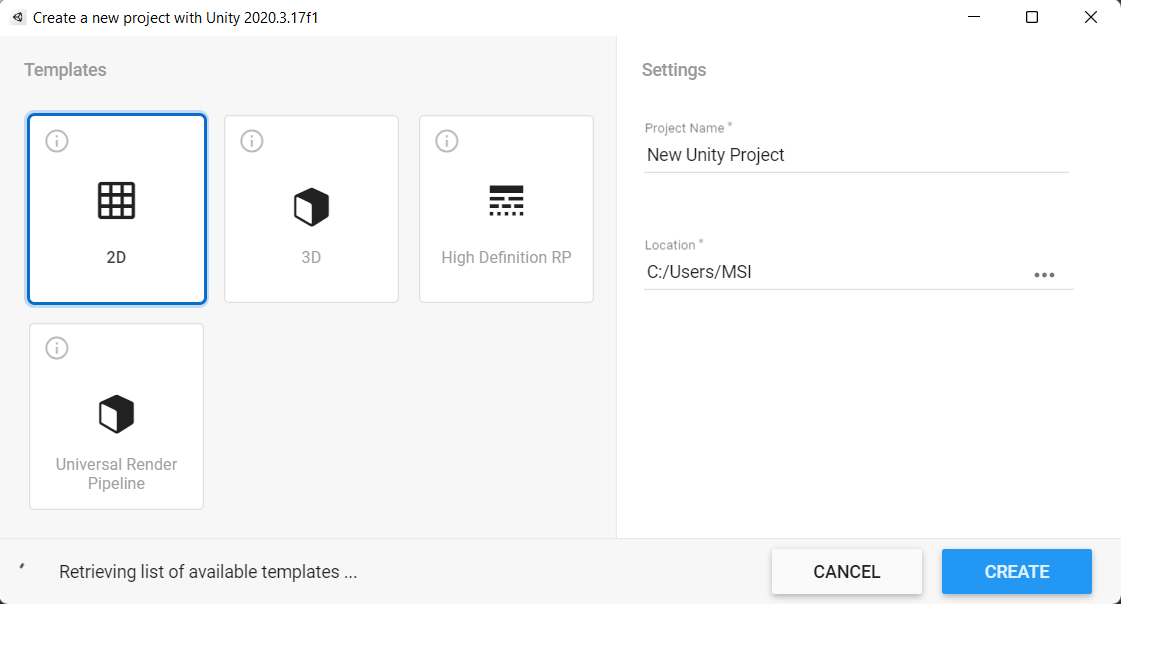 Create a new project with Unity 2020.3.17f1
Templates
2D
3D
High Definition RP
Universal Render
Pipeline
Settings
Project Name *
New Unity Project
Location *
C:/Users/MSI
Retrieving list of available templates ...
CANCEL
CREATE